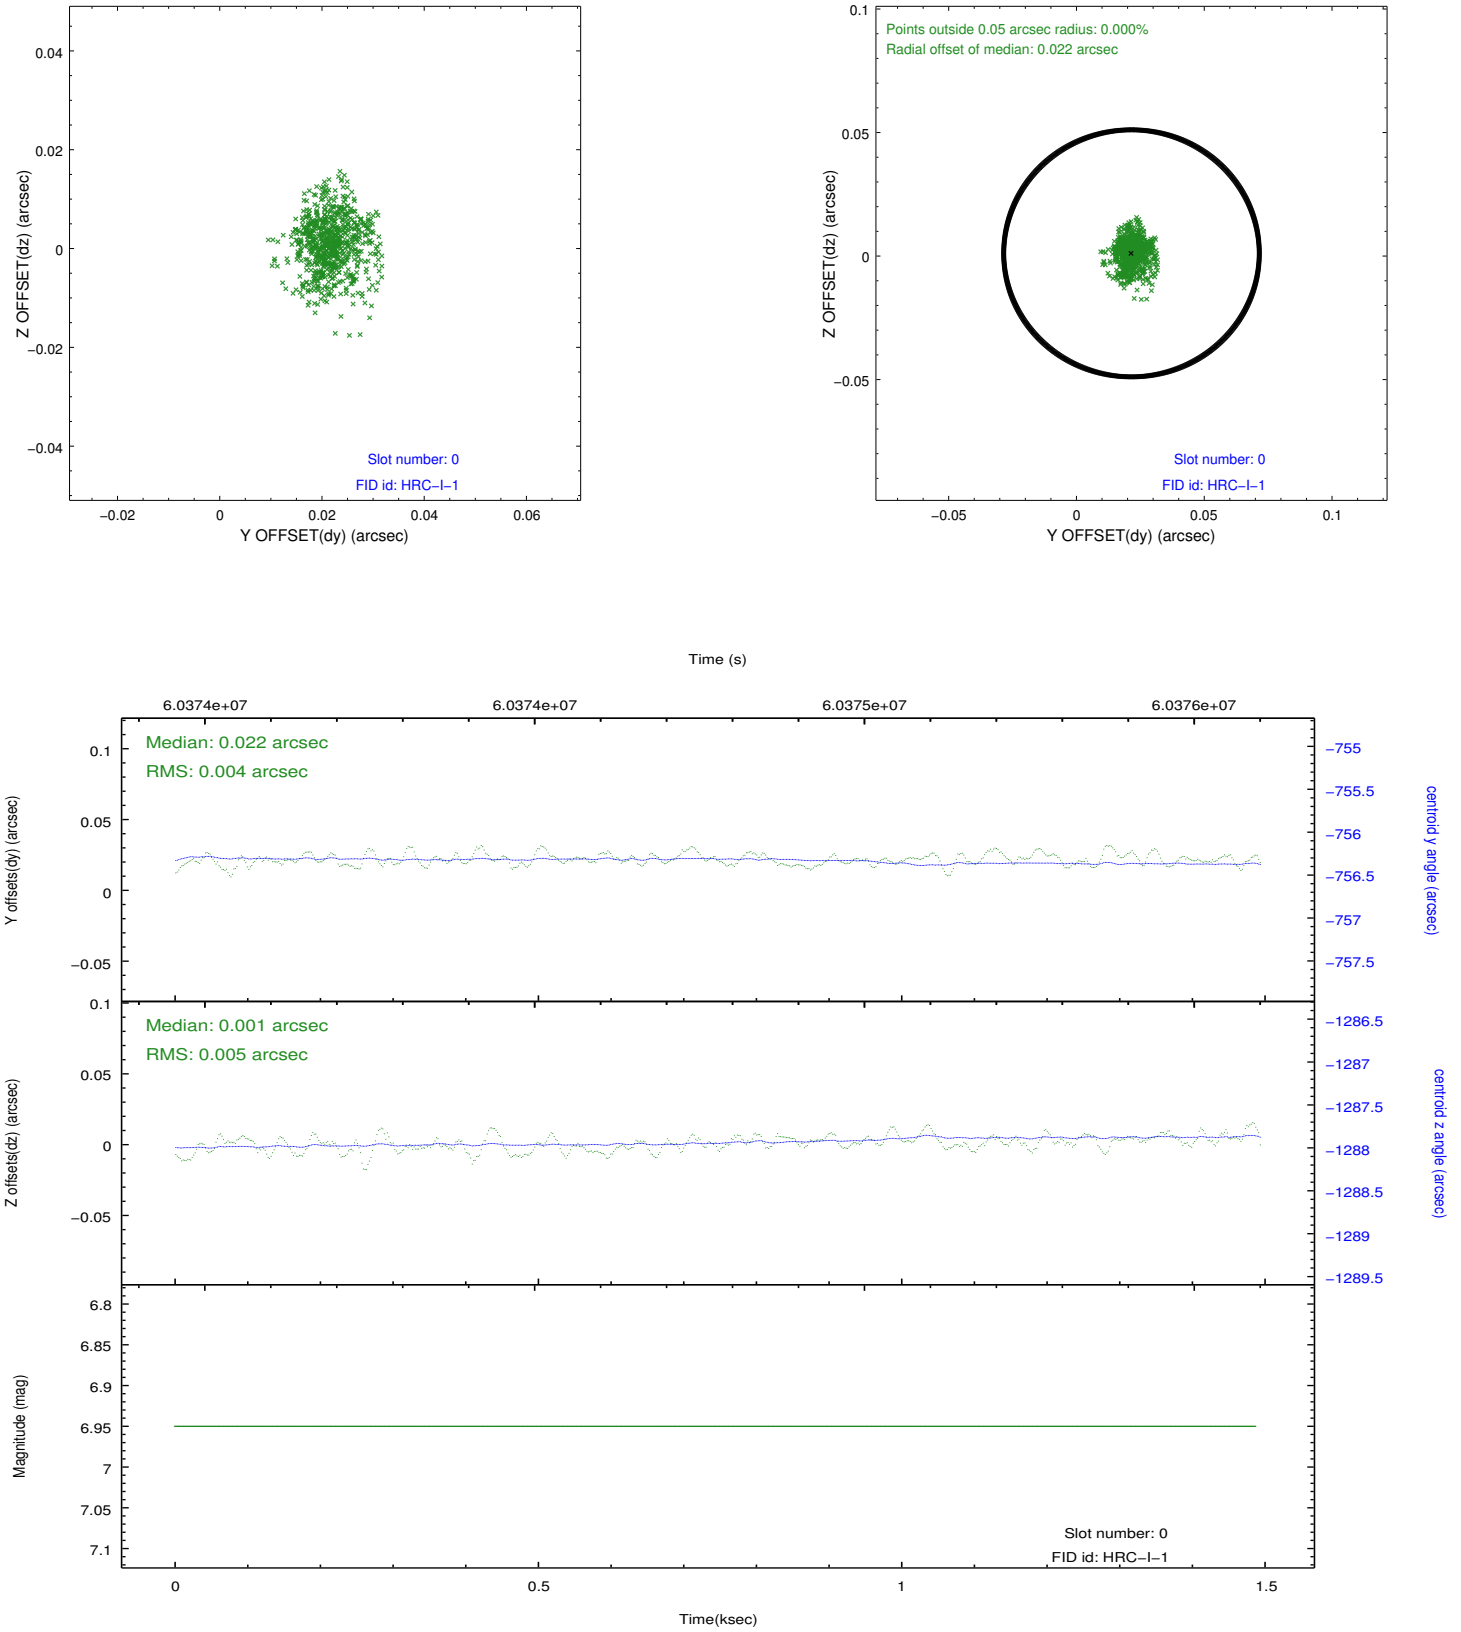 0.04
0.02
0
−0.02
−0.04
Z OFFSET(dz) (arcsec)
Slot number: 0
FID id: HRC−I−1
−0.02
0
0.02
0.04
0.06
Y OFFSET(dy) (arcsec)
0.1
0.05
0
−0.05
Z OFFSET(dz) (arcsec)
Points outside 0.05 arcsec radius: 0.000%
Radial offset of median: 0.022 arcsec
Slot number: 0
FID id: HRC−I−1
−0.05
0
0.05
0.1
Y OFFSET(dy) (arcsec)
Time (s)
6.0374e+07
6.0374e+07
6.0375e+07
6.0376e+07
Median: 0.022 arcsec
RMS: 0.004 arcsec
0.1
0.05
0
−0.05
Y offsets(dy) (arcsec)
−755
−755.5
−756
−756.5
−757
−757.5
centroid y angle (arcsec)
Median: 0.001 arcsec
RMS: 0.005 arcsec
0.1
0.05
0
−0.05
Z offsets(dz) (arcsec)
−1286.5
−1287
−1287.5
−1288
−1288.5
−1289
−1289.5
centroid z angle (arcsec)
6.8
6.85
6.9
6.95
7
7.05
7.1
Magnitude (mag)
Slot number: 0
FID id: HRC−I−1
0
0.5
1
1.5
Time(ksec)